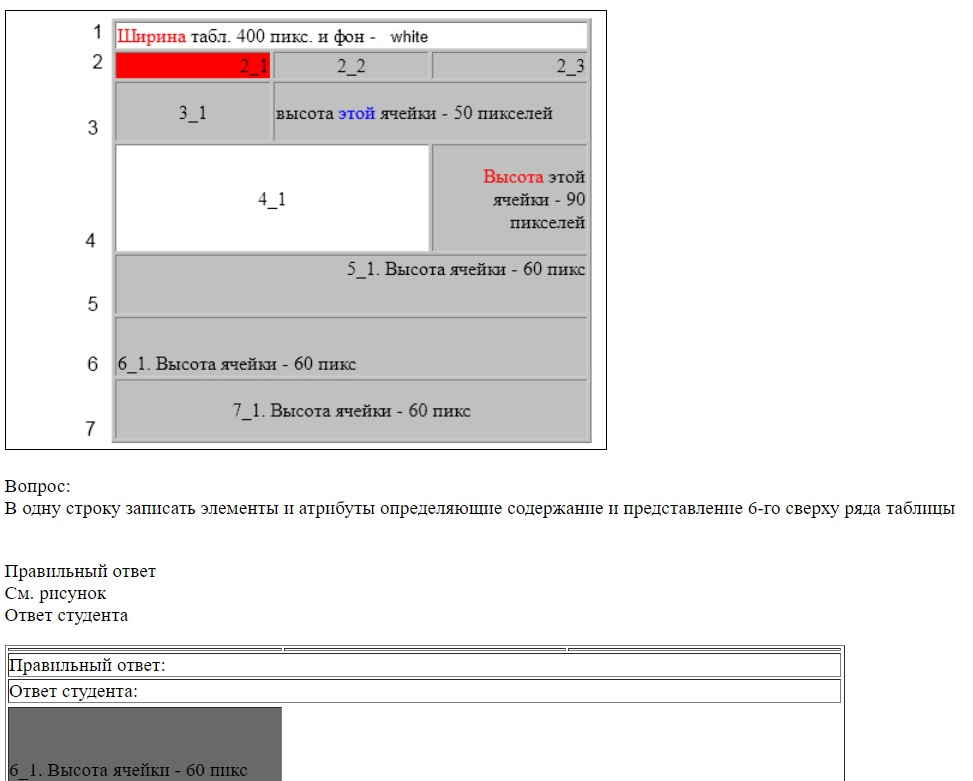 1 Ширина табл. 400 пикс. и фон - white
2 2_1 2_2 2_3
3 3_1 высота этой ячейки - 50 пикселей
4 4_1 Высота этой
ячейки - 90
пикселей
5 5_1. Высота ячейки - 60 пикс
6 6_1. Высота ячейки - 60 пикс
7 7_1. Высота ячейки - 60 пикс
Вопрос:
В одну строку записать элементы и атрибуты определяющие содержание и представление 6-го сверху ряда таблицы
Правильный ответ
См. рисунок
Ответ студента
Правильный ответ:
Ответ студента:
6_1. Высота ячейки - 60 пикс